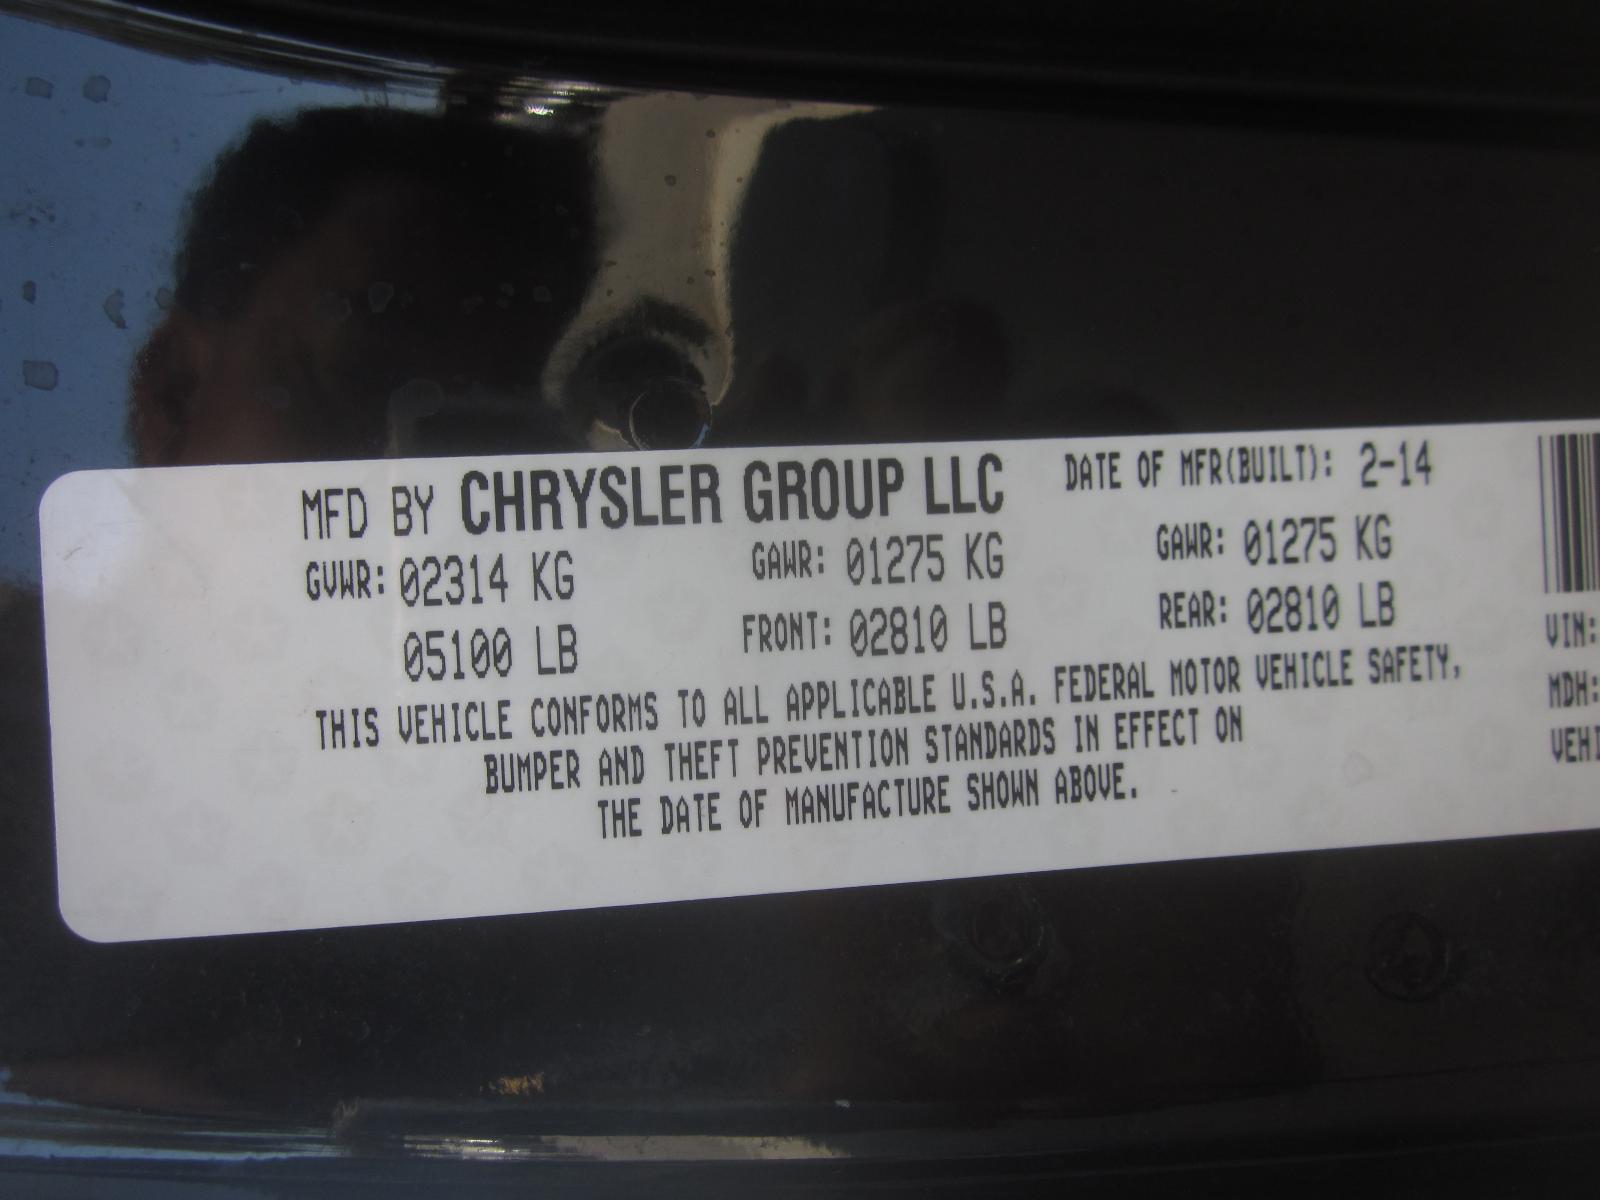 MFD BY CHRYSLER GROUP LLC DATE OF MFR(BUILT): 2-14
GVWR: 02314 KG GAWR: 01275 KG GAWR: 01275 KG
05100 LB FRONT: 02810 LB REAR: 02810 LB
THIS VEHICLE CONFORMS TO ALL APPLICABLE U.S.A. FEDERAL MOTOR VEHICLE SAFETY,
BUMPER AND THEFT PREVENTION STANDARDS IN EFFECT ON
THE DATE OF MANUFACTURE SHOWN ABOVE.
VIN:
MDH:
VEHI